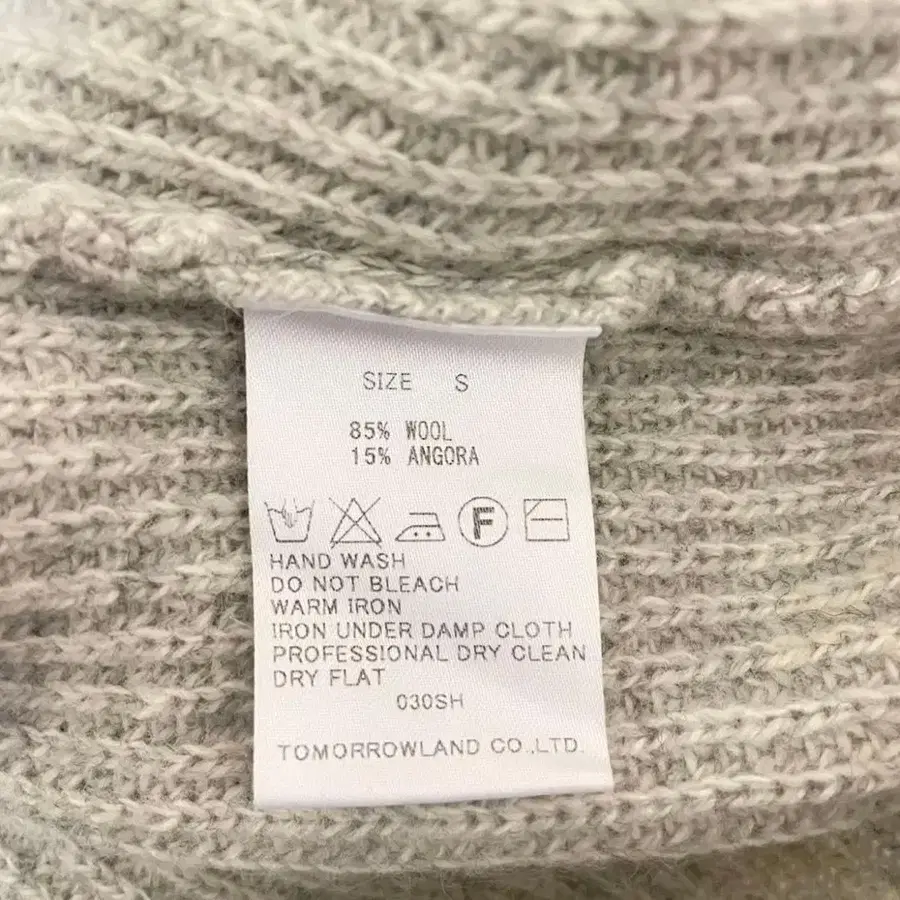 SIZE S
85% WOOL
15% ANGORA
F
HAND WASH
DO NOT BLEACH
WARM IRON
IRON UNDER DAMP CLOTH
PROFESSIONAL DRY CLEAN
DRY FLAT
030SH
TOMORROWLAND CO.,LTD.